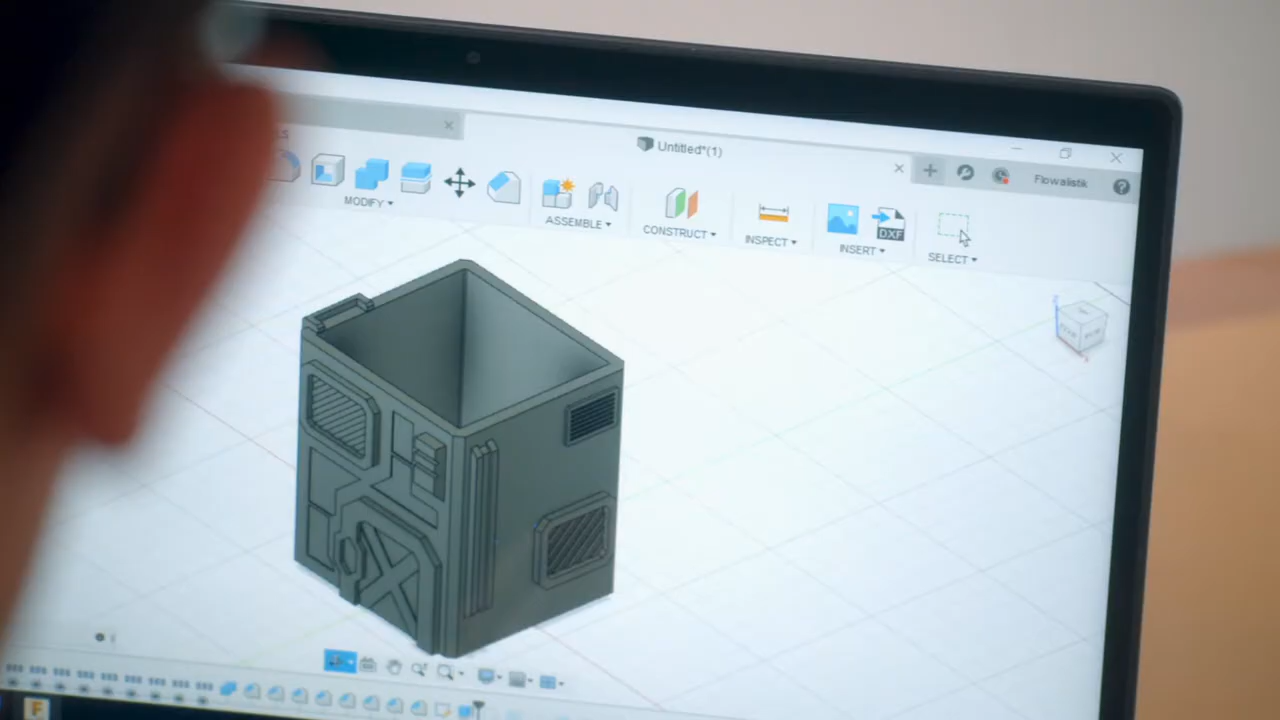 Untitled*(1)
Flowalistik
MODIFY
ASSEMBLE
CONSTRUCT
INSPECT
INSERT
DXF
SELECT
F